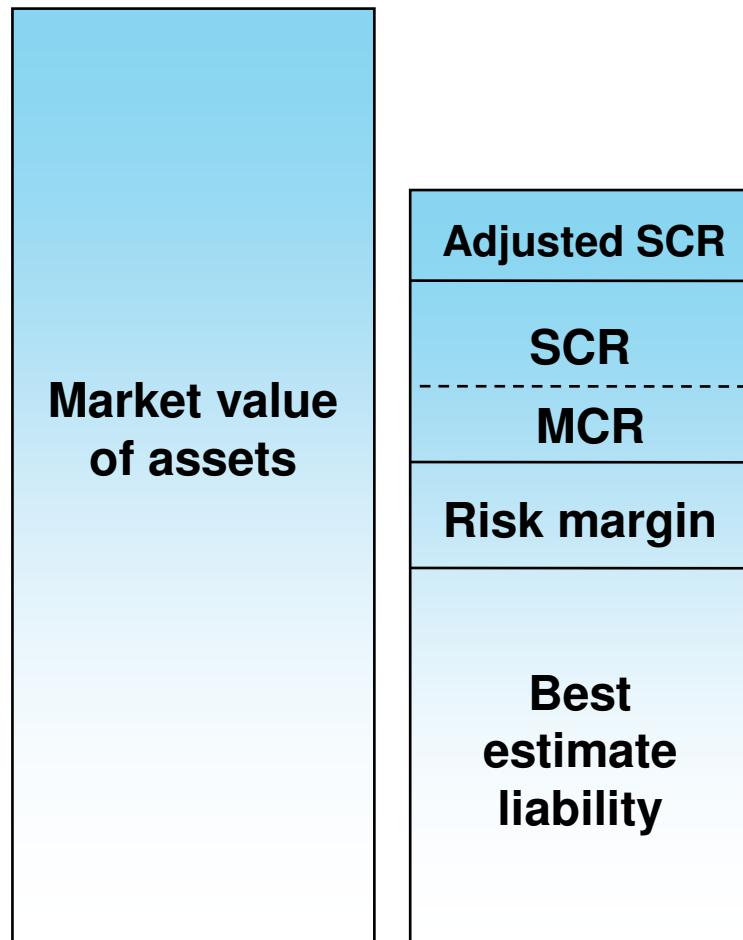 Market value
of assets
Adjusted SCR
SCR
MCR
Risk margin
Best
estimate
liability